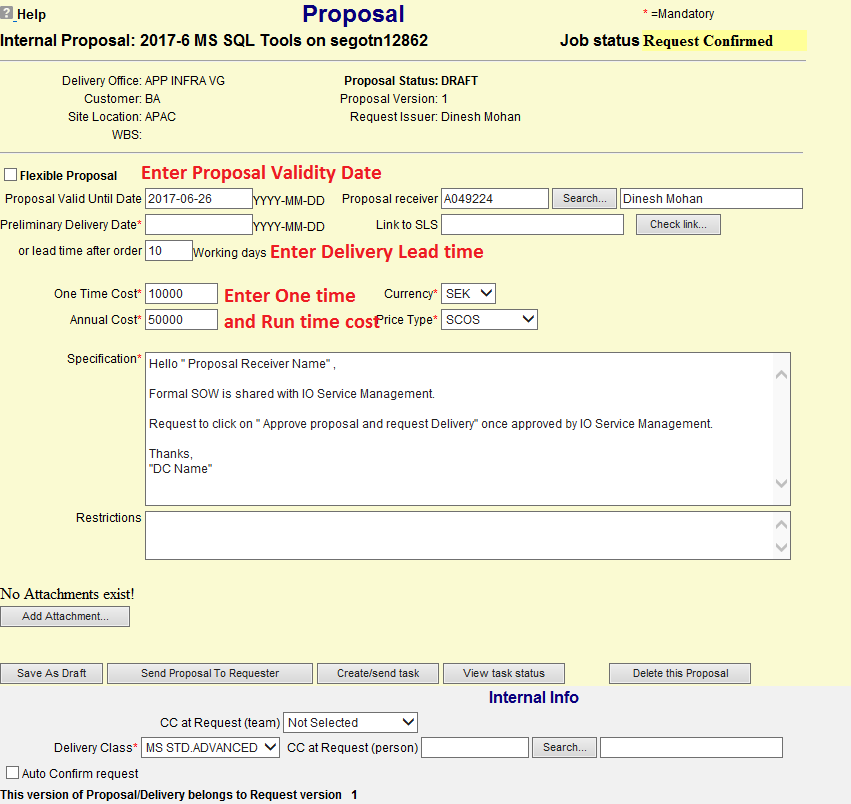 ? Help
Proposal
* =Mandatory
Internal Proposal: 2017-6 MS SQL Tools on segotn12862
Job status Request Confirmed
Delivery Office: APP INFRA VG
Proposal Status: DRAFT
Customer: BA
Proposal Version: 1
Site Location: APAC
Request Issuer: Dinesh Mohan
WBS:
Flexible Proposal
Enter Proposal Validity Date
Proposal Valid Until Date 2017-06-26 YYYY-MM-DD
Proposal receiver A049224 Search... Dinesh Mohan
Preliminary Delivery Date* YYYY-MM-DD
Link to SLS Check link...
or lead time after order 10 Working days Enter Delivery Lead time
One Time Cost* 10000 Enter One time
Currency* SEK
Annual Cost* 50000 and Run time cost
Price Type* SCOS
Specification*
Hello " Proposal Receiver Name" ,
Formal SOW is shared with IO Service Management.
Request to click on " Approve proposal and request Delivery" once approved by IO Service Management.
Thanks,
"DC Name"
Restrictions
No Attachments exist!
Add Attachment...
Save As Draft Send Proposal To Requester Create/send task View task status Delete this Proposal
Internal Info
CC at Request (team) Not Selected
Delivery Class* MS STD.ADVANCED CC at Request (person) Search...
Auto Confirm request
This version of Proposal/Delivery belongs to Request version 1